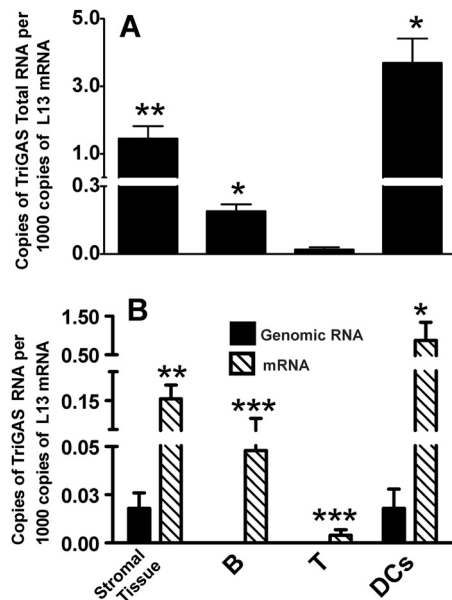 A
Copies of TriGAS Total RNA per
1000 copies of L13 mRNA
5.0
3.0
1.0
0.3
0.0
**
*
*
B
Copies of TriGAS RNA per
1000 copies of L13 mRNA
1.50
0.50
0.15
0.05
0.03
0.00
Genomic RNA
mRNA
**
***
***
*
Stromal
Tissue
B
T
DCs